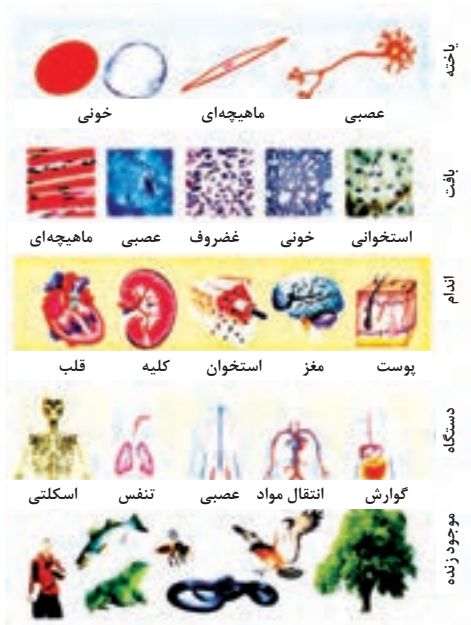 یاخته
عصبی ماهیچه‌ای خونی
بافت
استخوانی خونی غضروف عصبی ماهیچه‌ای
اندام
پوست مغز استخوان کلیه قلب
دستگاه
گوارش انتقال مواد عصبی تنفس اسکلتی
موجود زنده